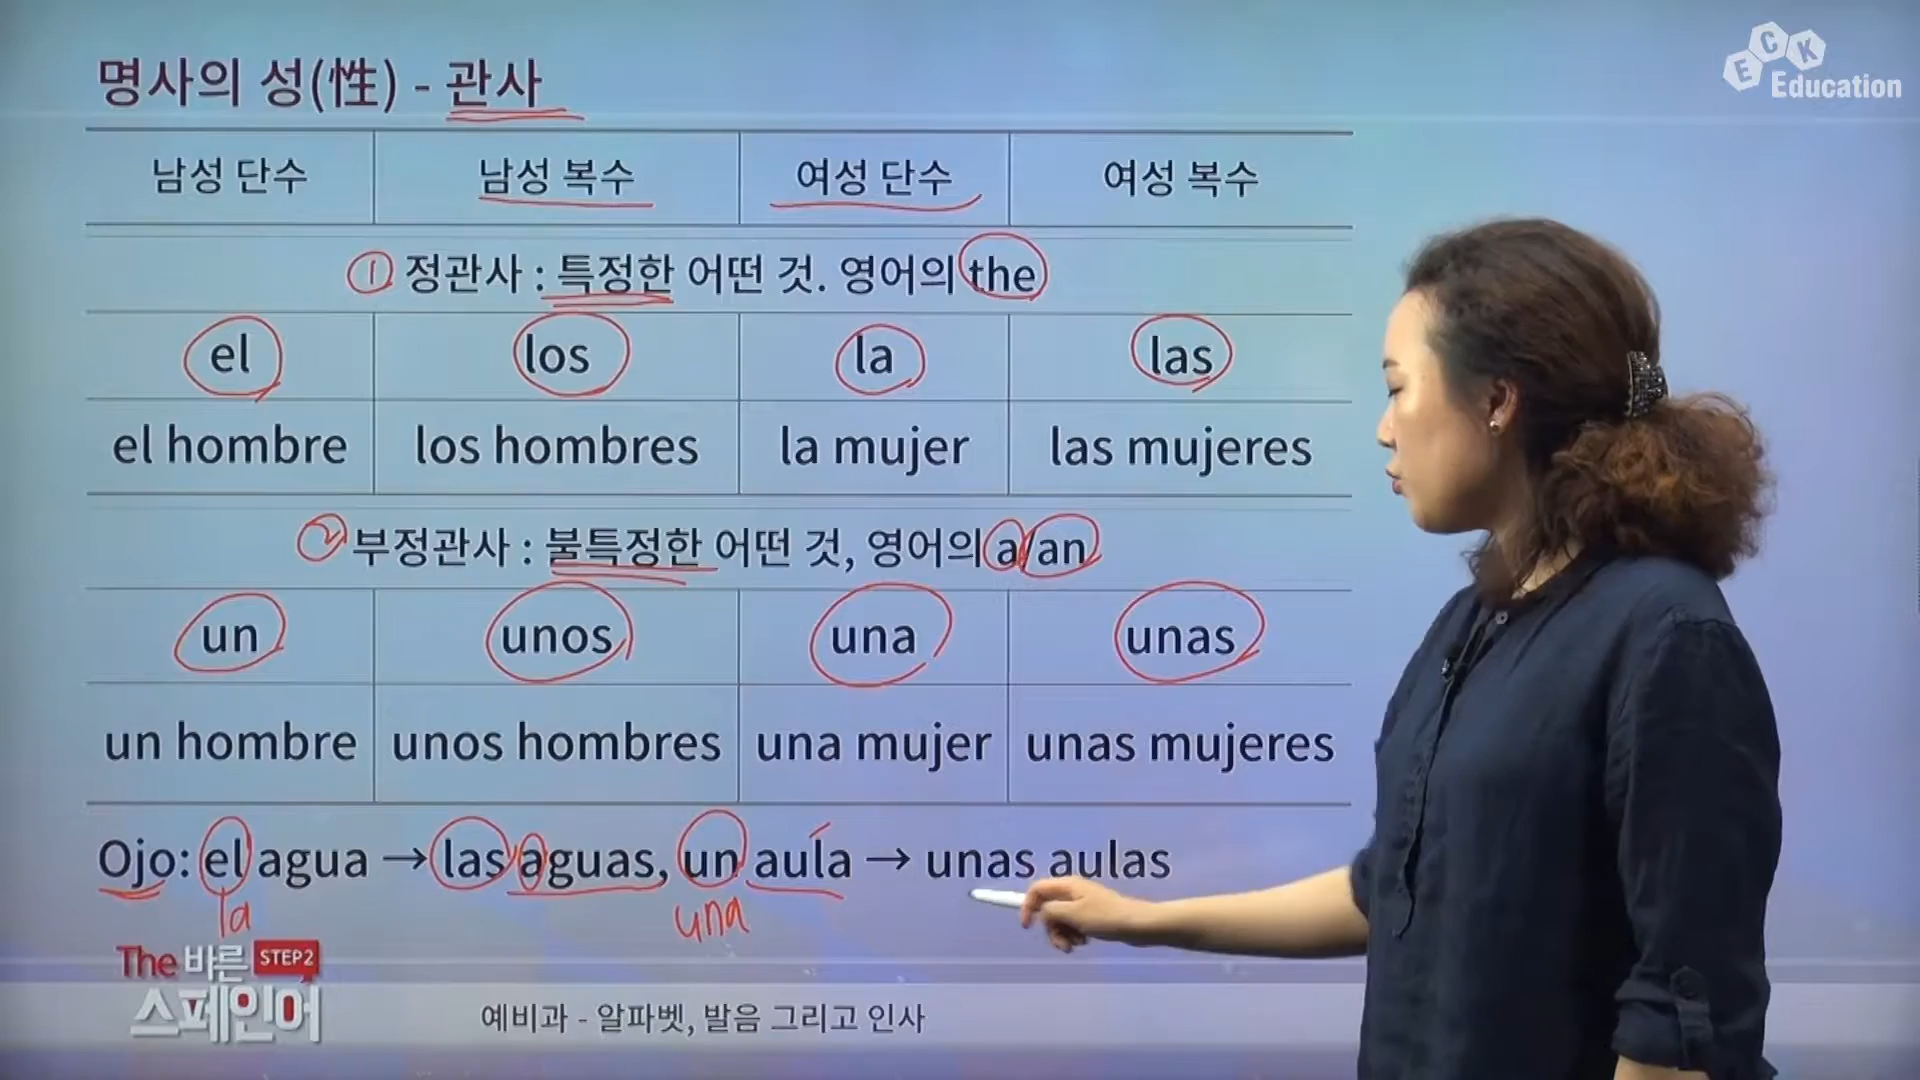 ECK
Education
명사의 성(性) - 관사
남성 단수 남성 복수 여성 단수 여성 복수
① 정관사 : 특정한 어떤 것. 영어의 the
el los la las
el hombre los hombres la mujer las mujeres
② 부정관사 : 불특정한 어떤 것, 영어의 a/an
un unos una unas
un hombre unos hombres una mujer unas mujeres
Ojo: el agua → las aguas, un aula → unas aulas
la una
The 바른 STEP2
스페인어
예비과 - 알파벳, 발음 그리고 인사